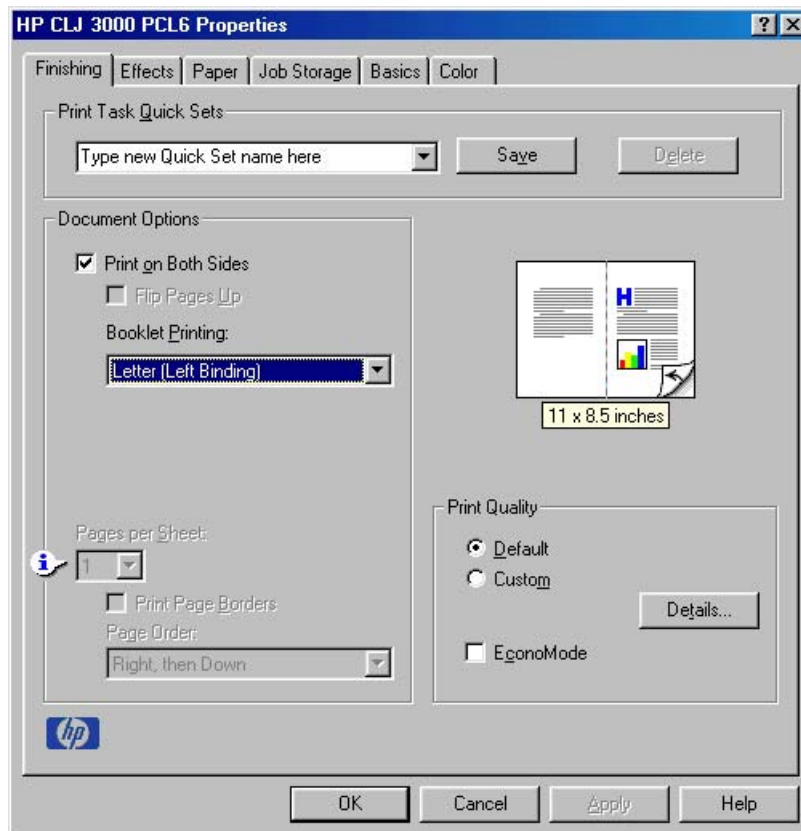 HP CLJ 3000 PCL6 Properties
Finishing Effects Paper Job Storage Basics Color
Print Task Quick Sets
Type new Quick Set name here Save Delete
Document Options
Print on Both Sides
Flip Pages Up
Booklet Printing:
Letter (Left Binding)
H
11 x 8.5 inches
Pages per Sheet:
1
Print Page Borders
Page Order:
Right, then Down
Print Quality
Default
Custom
Details...
EconoMode
hp
OK Cancel Apply Help